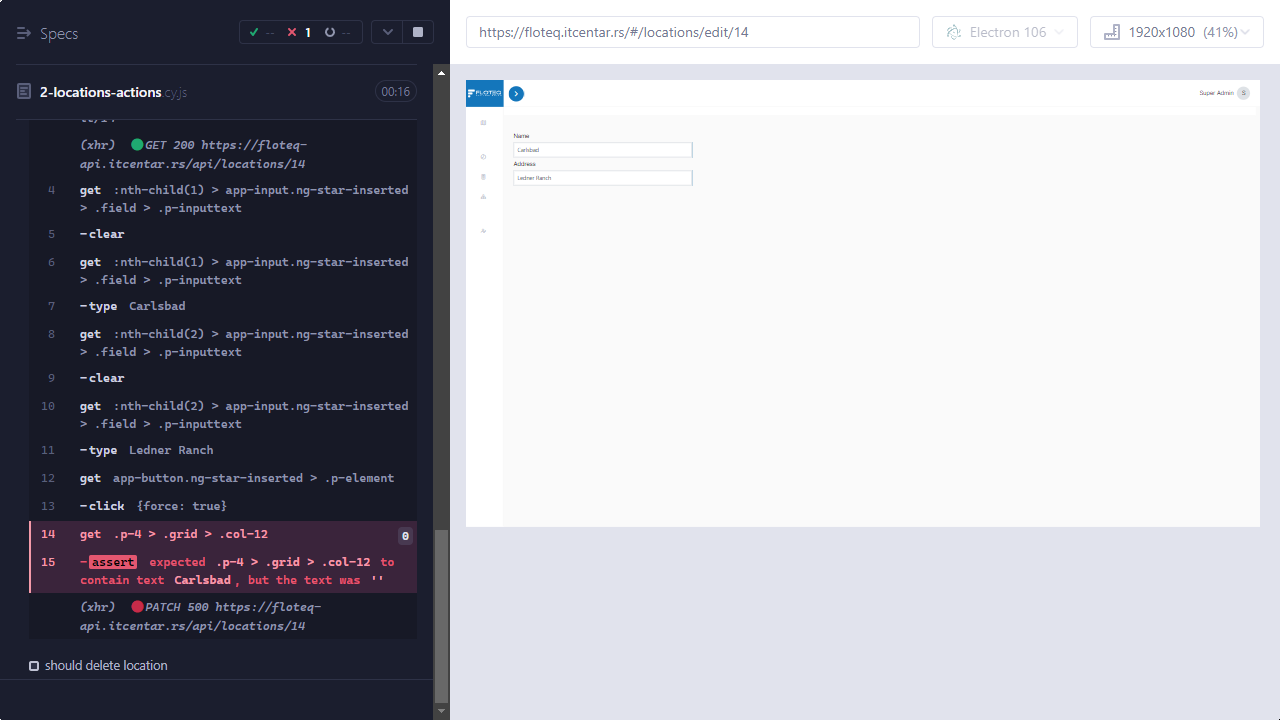 Specs
-- 1 --
https://floteq.itcentar.rs/#/locations/edit/14
Electron 106
1920x1080 (41%)
2-locations-actions.cy.js
00:16
(xhr) GET 200 https://floteq-
api.itcentar.rs/api/locations/14
4 get :nth-child(1) > app-input.ng-star-inserted
> .field > .p-inputtext
5 -clear
6 get :nth-child(1) > app-input.ng-star-inserted
> .field > .p-inputtext
7 -type Carlsbad
8 get :nth-child(2) > app-input.ng-star-inserted
> .field > .p-inputtext
9 -clear
10 get :nth-child(2) > app-input.ng-star-inserted
> .field > .p-inputtext
11 -type Ledner Ranch
12 get app-button.ng-star-inserted > .p-element
13 -click {force: true}
14 get .p-4 > .grid > .col-12 0
15 -assert expected .p-4 > .grid > .col-12 to
contain text Carlsbad, but the text was ''
(xhr) PATCH 500 https://floteq-
api.itcentar.rs/api/locations/14
should delete location
FLOTEQ
Super Admin S
Name
Carlsbad
Address
Ledner Ranch